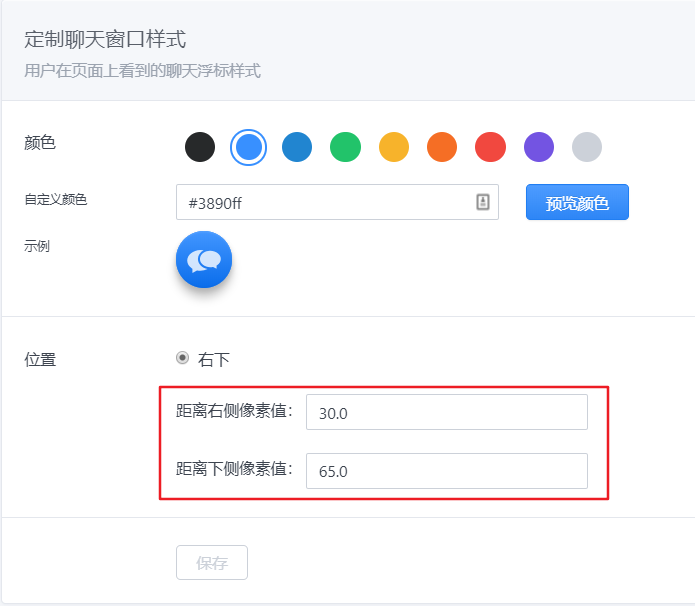 定制聊天窗口样式
用户在页面上看到的聊天浮标样式
颜色
自定义颜色 #3890ff 预览颜色
示例
位置 右下
距离右侧像素值: 30.0
距离下侧像素值: 65.0
保存